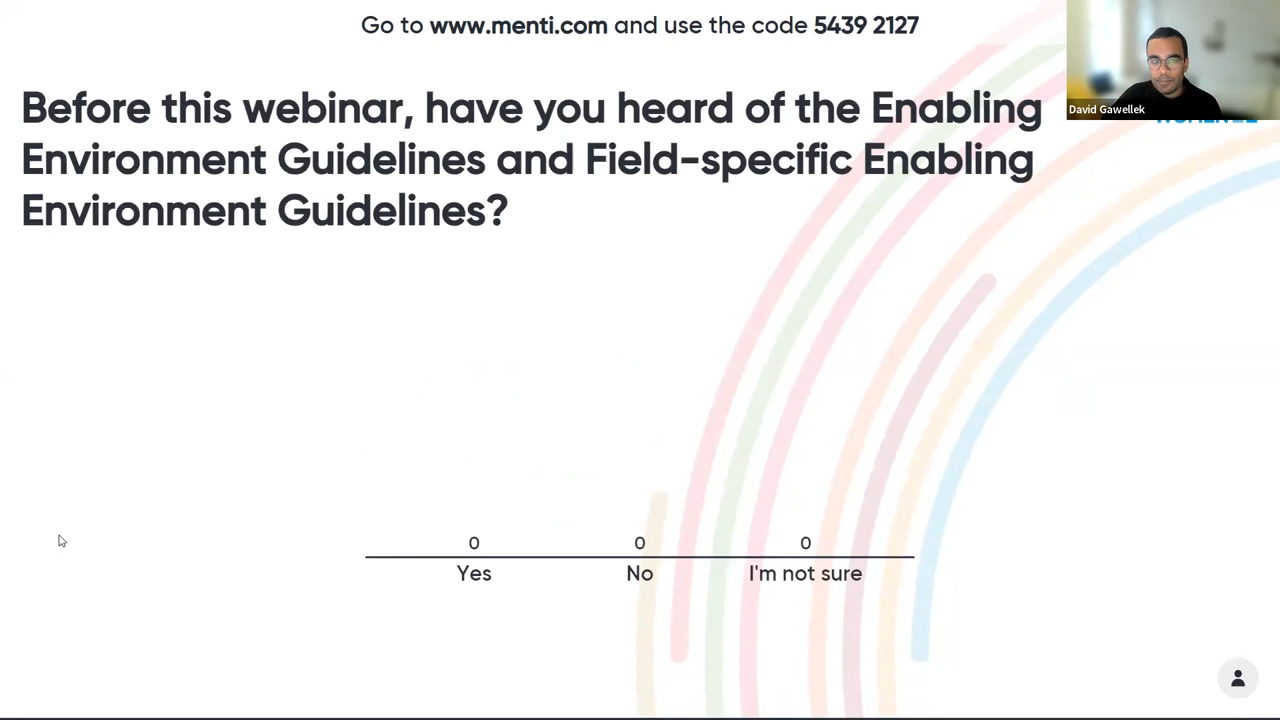 Go to www.menti.com and use the code 5439 2127
David Gawellek
Before this webinar, have you heard of the Enabling
Environment Guidelines and Field-specific Enabling
Environment Guidelines?
0 0 0
Yes No I'm not sure